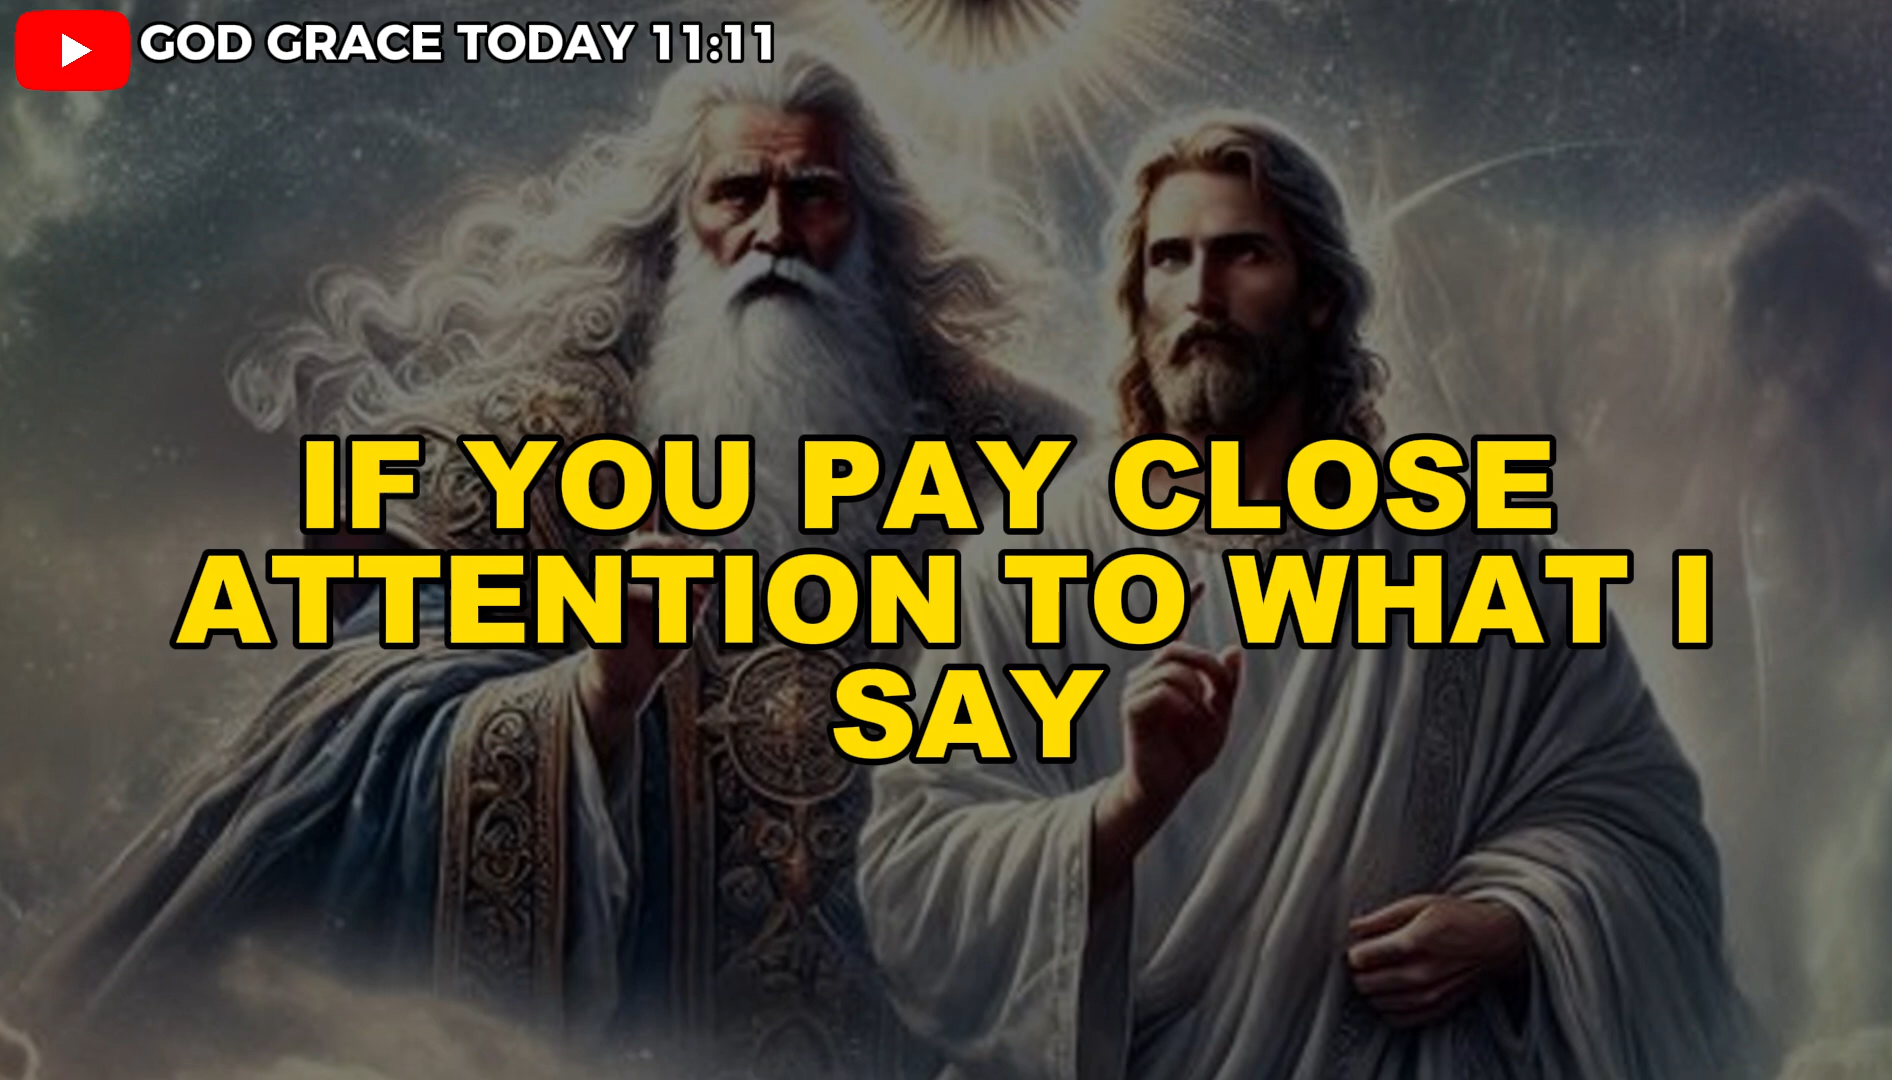 GOD GRACE TODAY 11:11
IF YOU PAY CLOSE
ATTENTION TO WHAT I
SAY